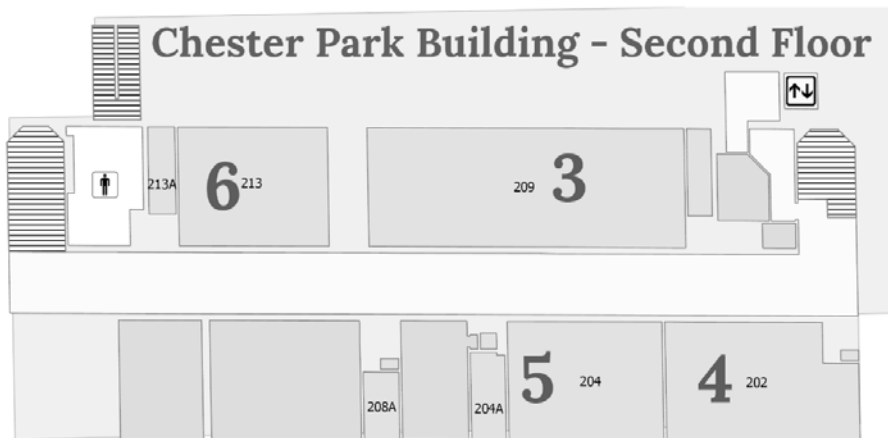 Chester Park Building - Second Floor
213A
6 213
209 3
5 204
4 202
208A
204A